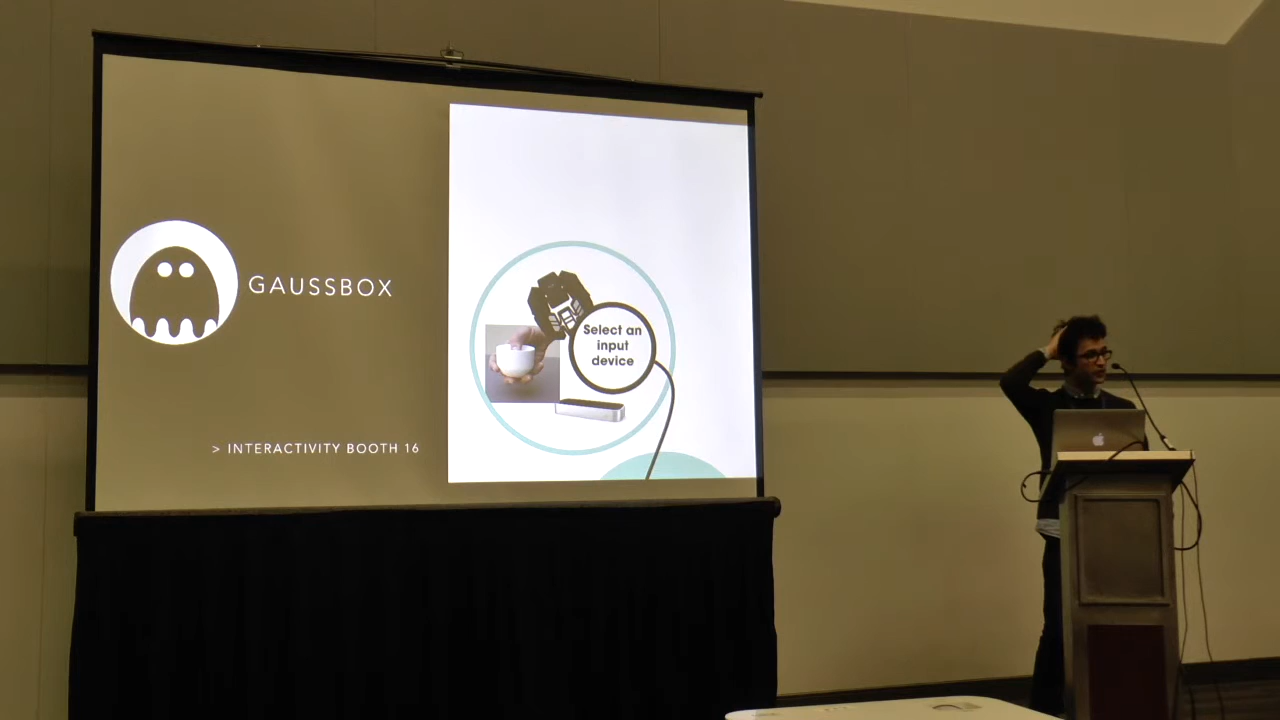 GAUSSBOX
> INTERACTIVITY BOOTH 16
Select an
input
device